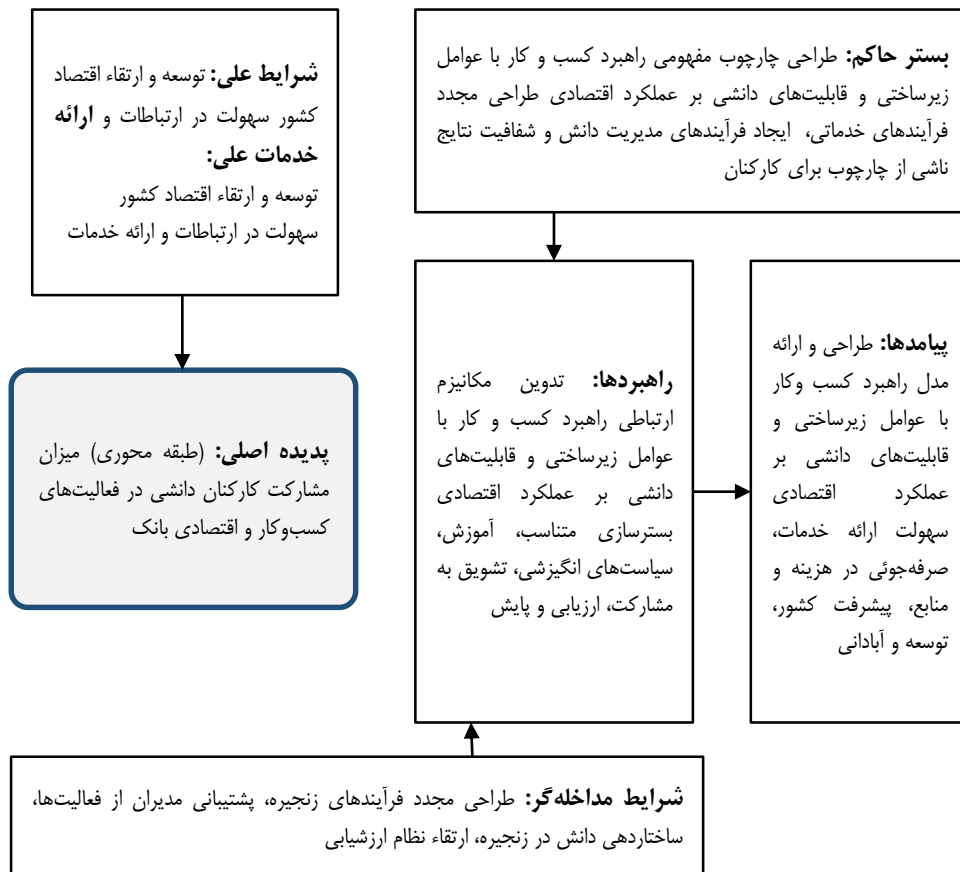 شرایط علی: توسعه و ارتقاء اقتصاد
کشور سهولت در ارتباطات و ارائه
خدمات علی:
توسعه و ارتقاء اقتصاد کشور
سهولت در ارتباطات و ارائه خدمات
بستر حاکم: طراحی چارچوب مفهومی راهبرد کسب و کار با عوامل
زیرساختی و قابلیت‌های دانشی بر عملکرد اقتصادی طراحی مجدد
فرآیندهای خدماتی، ایجاد فرآیندهای مدیریت دانش و شفافیت نتایج
ناشی از چارچوب برای کارکنان
پدیده اصلی: (طبقه محوری) میزان
مشارکت کارکنان دانشی در فعالیت‌های
کسب‌وکار و اقتصادی بانک
راهبردها: تدوین مکانیزم
ارتباطی راهبرد کسب و کار با
عوامل زیرساختی و قابلیت‌های
دانشی بر عملکرد اقتصادی
بسترسازی متناسب، آموزش،
سیاست‌های انگیزشی، تشویق به
مشارکت، ارزیابی و پایش
پیامدها: طراحی و ارائه
مدل راهبرد کسب وکار
با عوامل زیرساختی و
قابلیت‌های دانشی بر
عملکرد اقتصادی
سهولت ارائه خدمات،
صرفه‌جوئی در هزینه و
منابع، پیشرفت کشور،
توسعه و آبادانی
شرایط مداخله‌گر: طراحی مجدد فرآیندهای زنجیره، پشتیبانی مدیران از فعالیت‌ها،
ساختاردهی دانش در زنجیره، ارتقاء نظام ارزشیابی